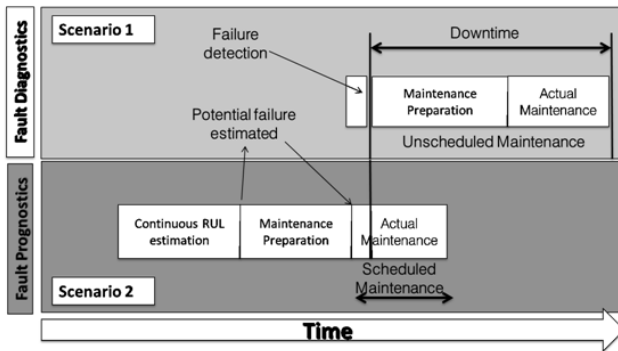 Fault Diagnostics
Scenario 1
Downtime
Failure
detection
Maintenance
Preparation
Actual
Maintenance
Unscheduled Maintenance
Potential failure
estimated
Fault Prognostics
Continuous RUL
estimation
Maintenance
Preparation
Actual
Maintenance
Scheduled
Maintenance
Scenario 2
Time